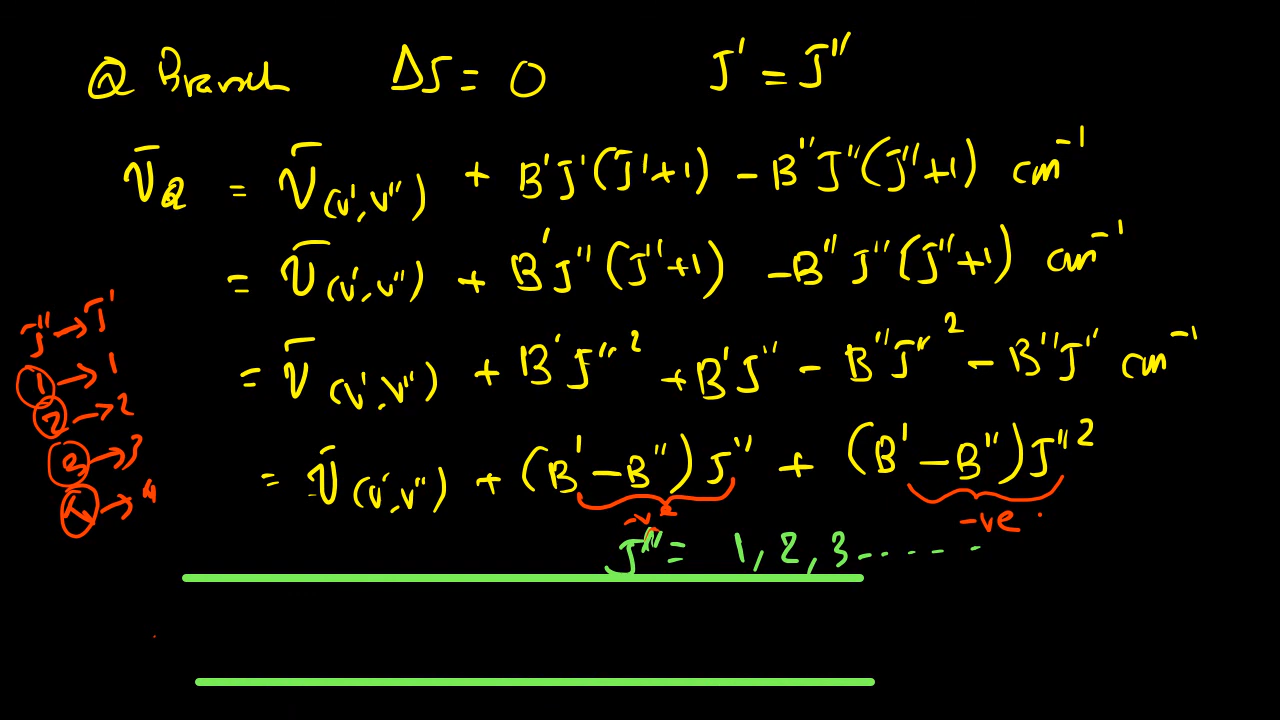 Q Branch ΔJ = 0 J' = J"
ν̄Q = ν̄(v',v") + B'J'(J'+1) - B"J"(J"+1) cm⁻¹
= ν̄(v',v") + B'J"(J"+1) - B"J"(J"+1) cm⁻¹
= ν̄(v',v") + B'J"² + B'J" - B"J"² - B"J" cm⁻¹
= ν̄(v',v") + (B'-B")J" + (B'-B")J"²
-ve -ve
J" = 1, 2, 3 ......
J" → J'
1 → 1
2 → 2
3 → 3
4 → 4